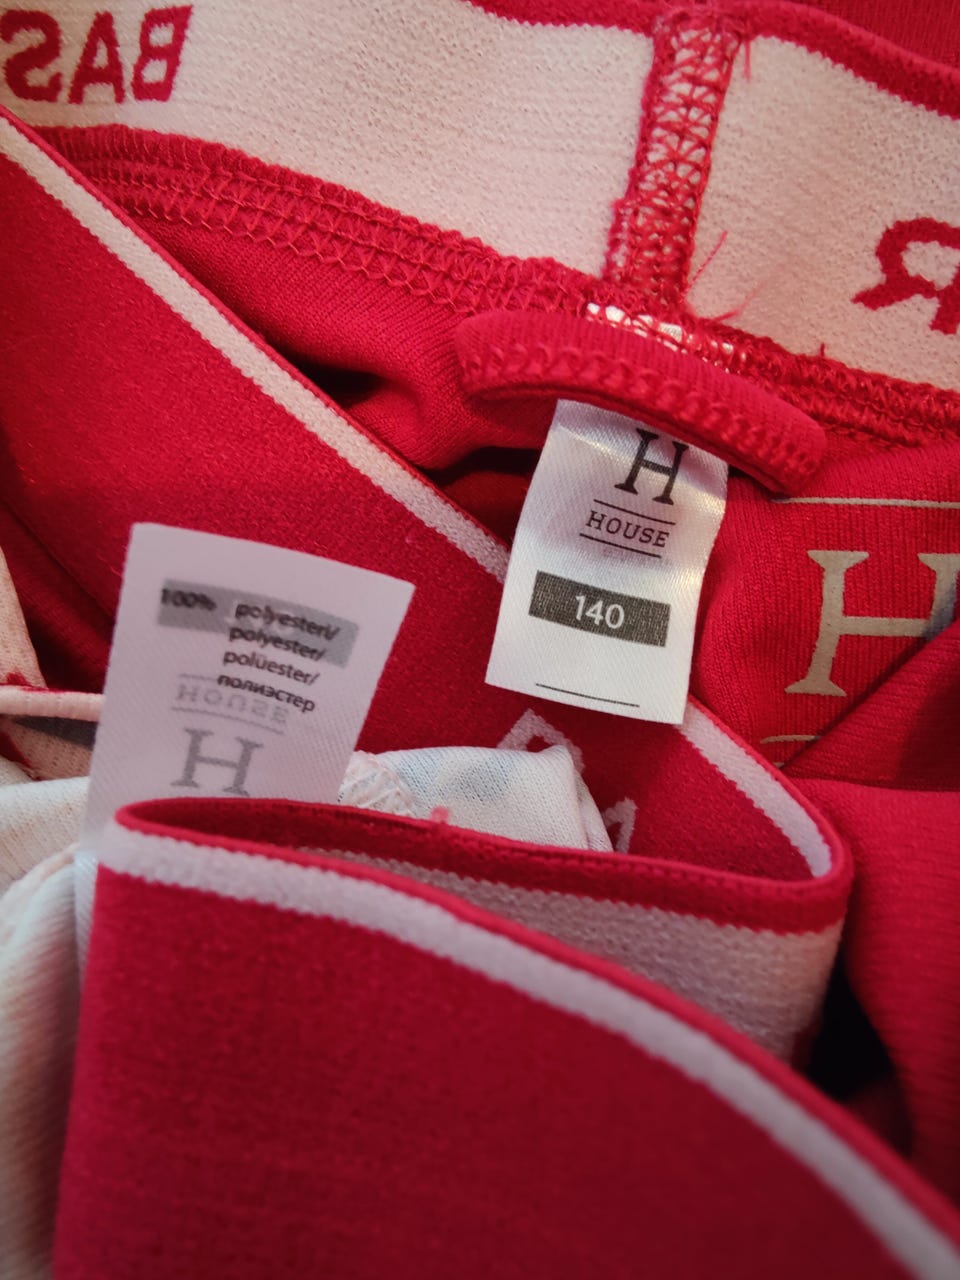 BAS
R
H
HOUSE
140
H
100% polyesteri/
polyester/
polüester/
полиэстер
HOUSE
H